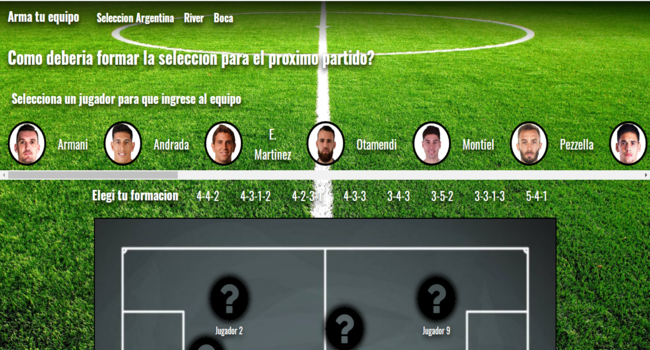 Arma tu equipo Seleccion Argentina River Boca
Como deberia formar la seleccion para el proximo partido?
Selecciona un jugador para que ingrese al equipo
Armani Andrada E. Martinez Otamendi Montiel Pezzella
Elegi tu formacion 4-4-2 4-3-1-2 4-2-3-1 4-3-3 3-4-3 3-5-2 3-3-1-3 5-4-1
? ?
Jugador 2 ? Jugador 9